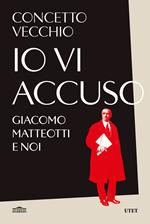 CONCETTO
VECCHIO
IO VI
ACCUSO
GIACOMO
MATTEOTTI
E NOI
UTET